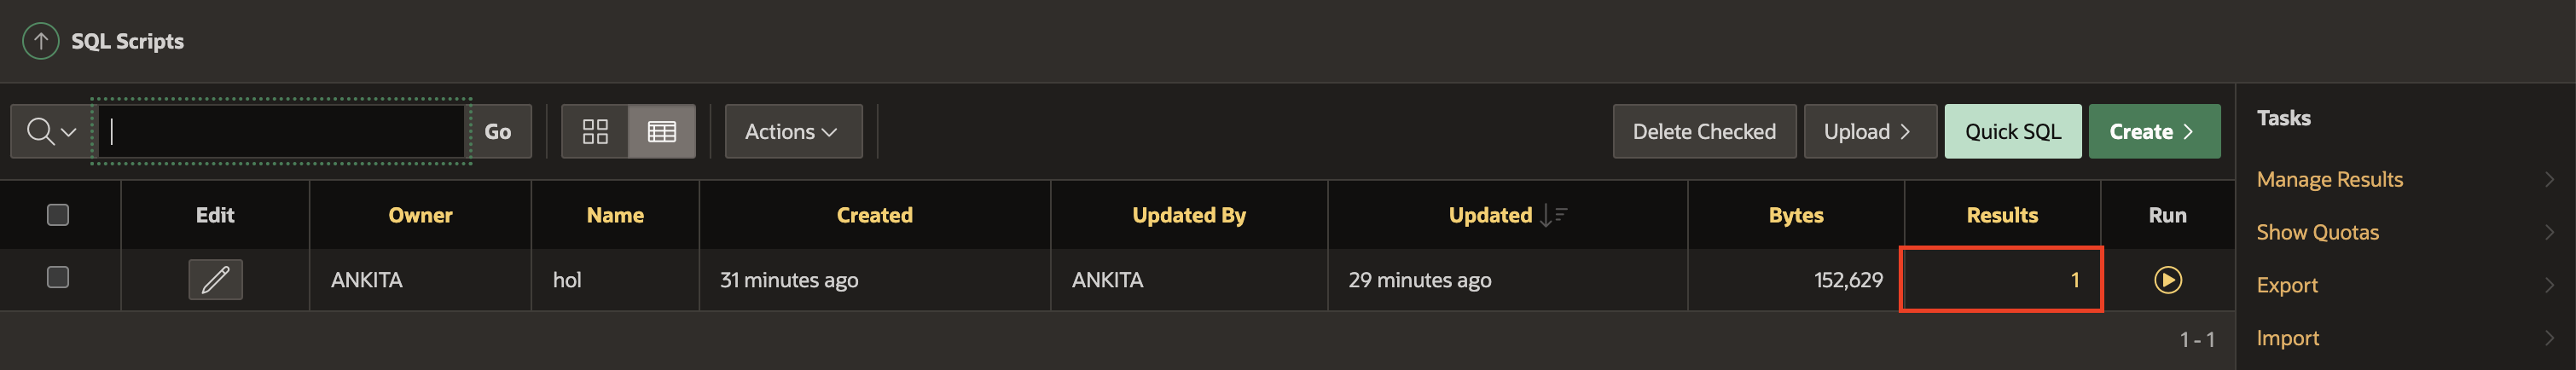 SQL Scripts
Go
Actions
Delete Checked
Upload
Quick SQL
Create
Edit Owner Name Created Updated By Updated Bytes Results Run
ANKITA hol 31 minutes ago ANKITA 29 minutes ago 152,629 1
1 - 1
Tasks
Manage Results
Show Quotas
Export
Import